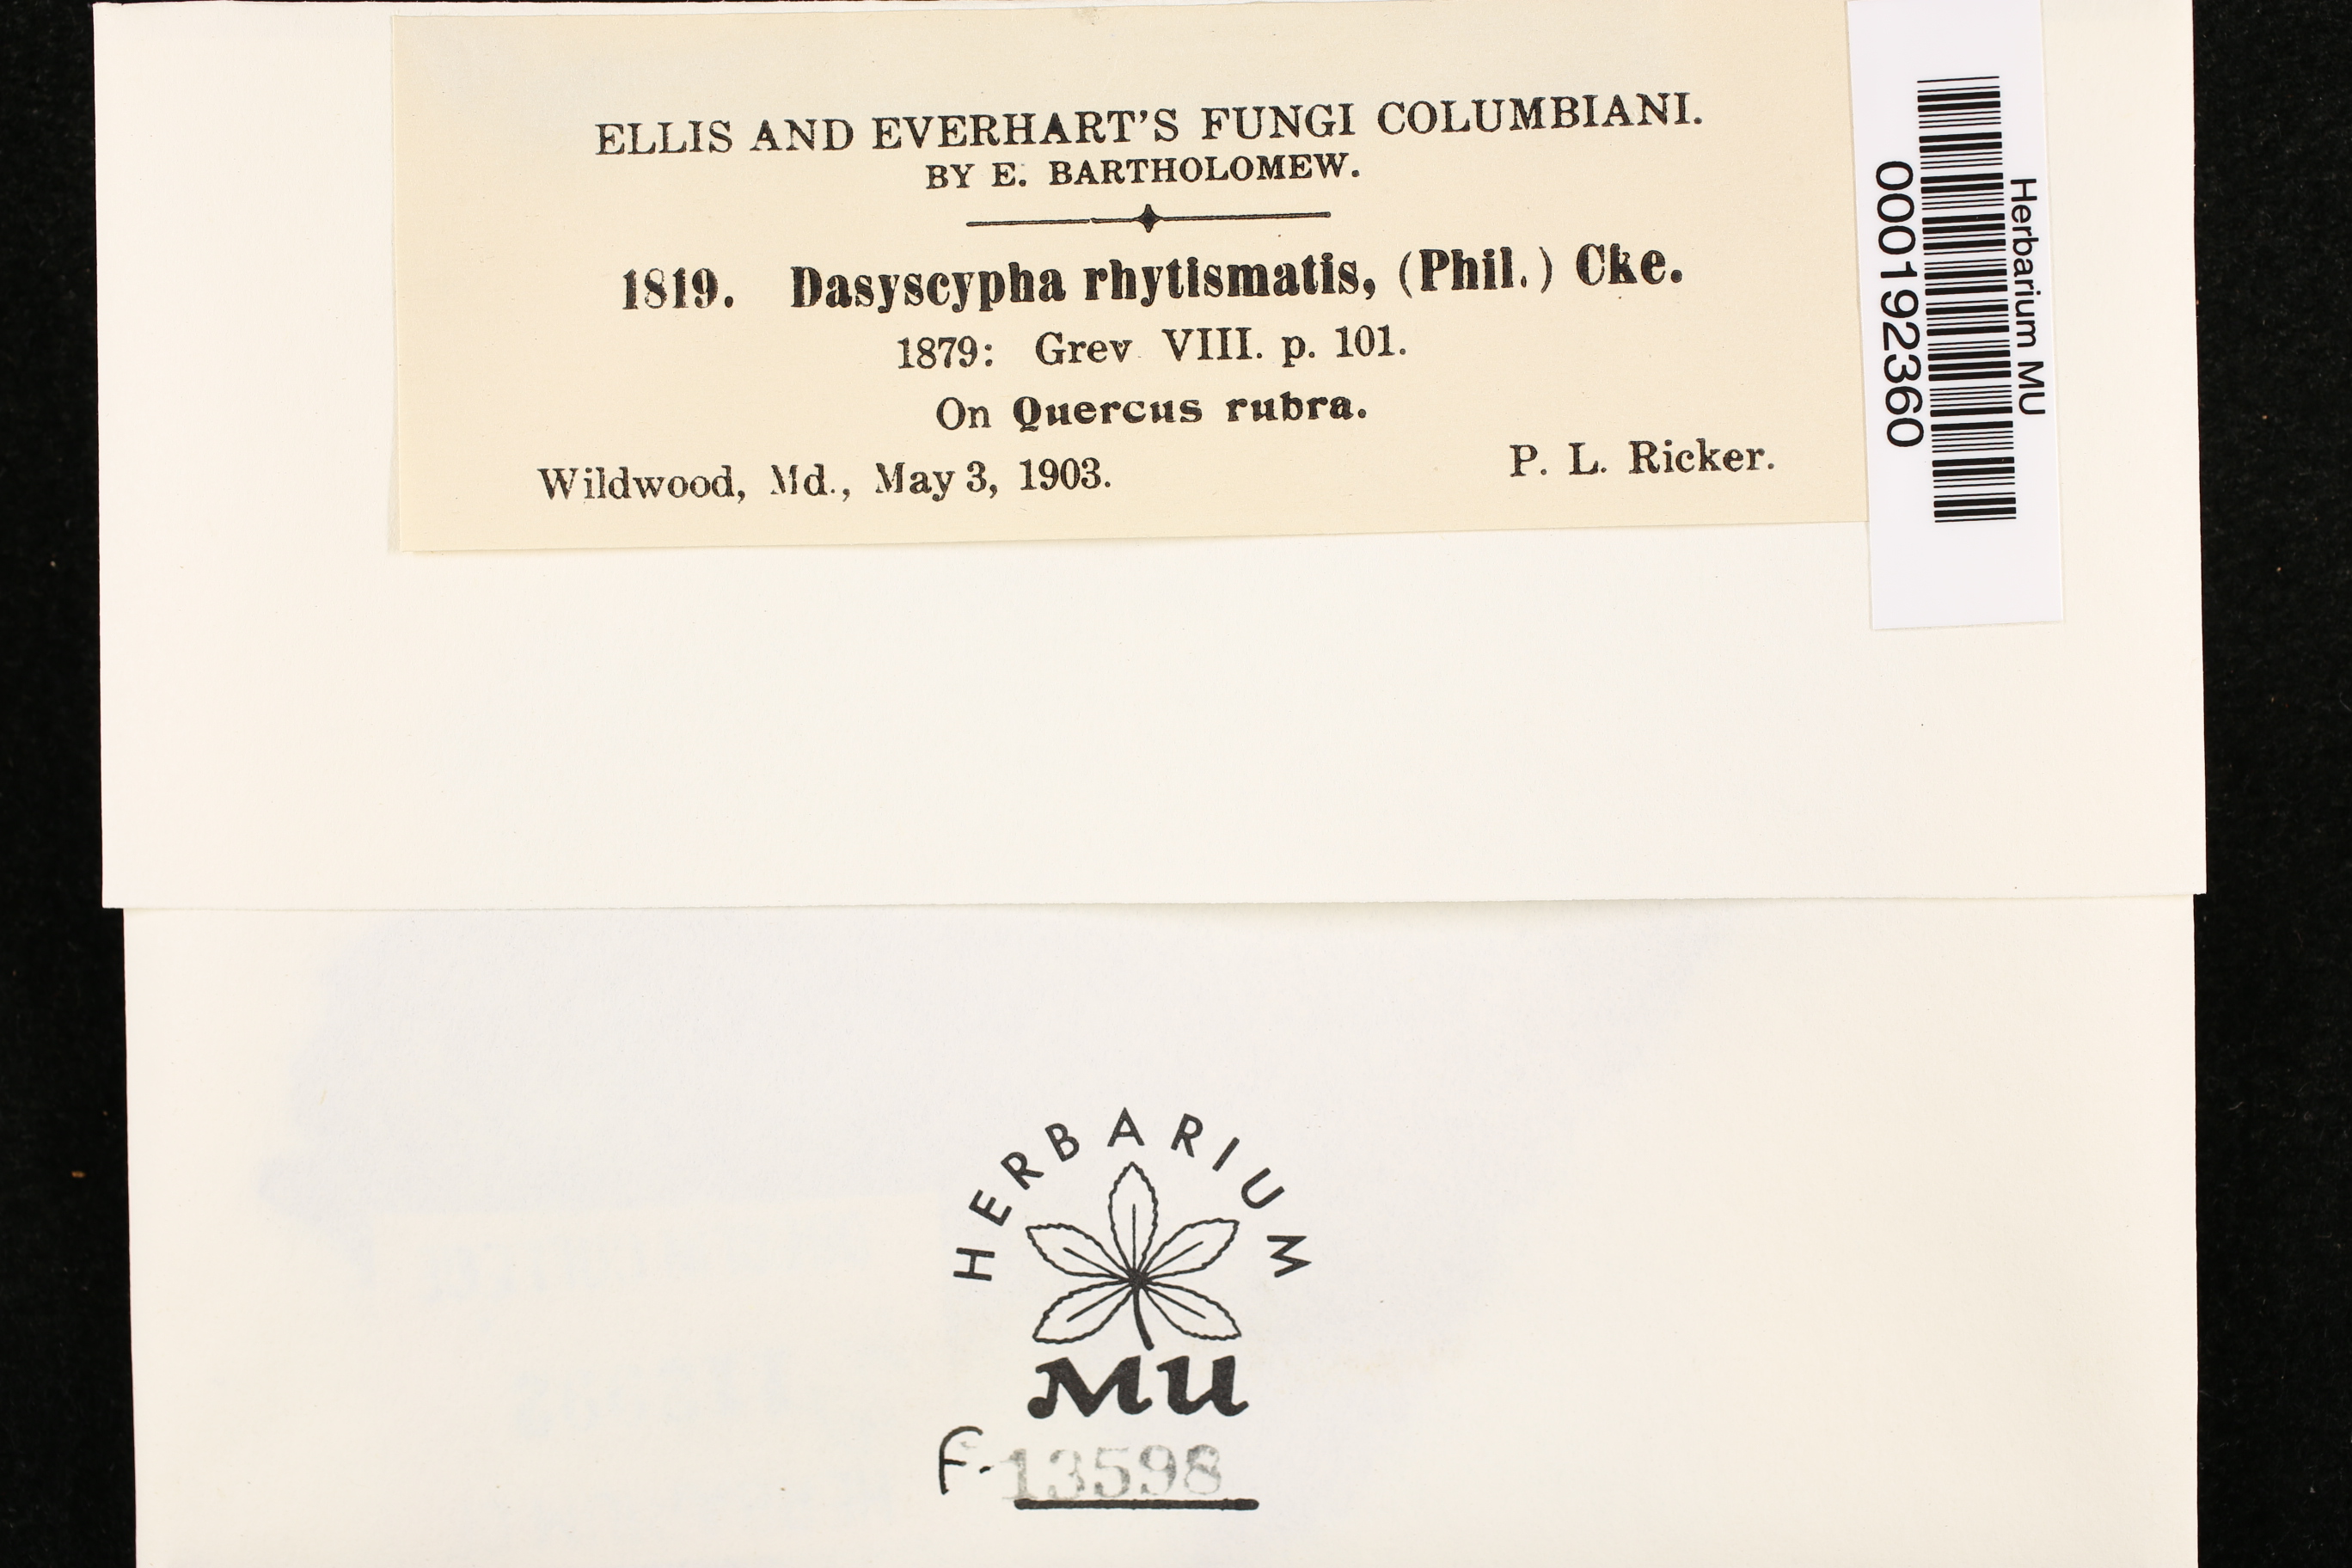 ELLIS AND EVERHART'S FUNGI COLUMBIANI.
BY E. BARTHOLOMEW.
1819. Dasyscypha rhytismatis, (Phil.) Cke.
1879: Grev. VIII. p. 101.
On Quercus rubra.
Wildwood, Md., May 3, 1903. P. L. Ricker.
Herbarium MU
000192360
HERBARIUM
MU
F-13598